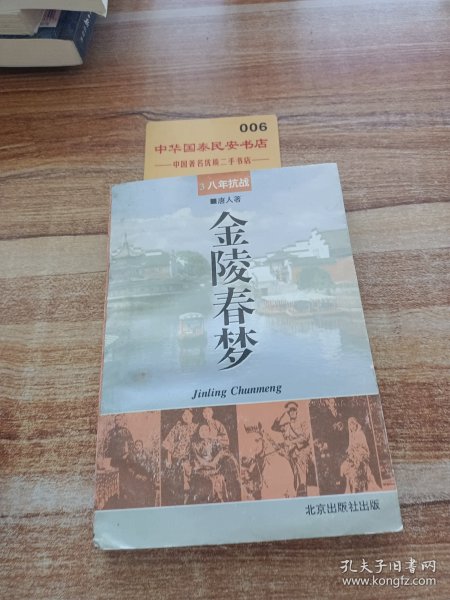 006
中华国泰民安书店
中国著名优质二手书店
3 八年抗战
■唐人著
金陵春梦
Jinling Chunmeng
北京出版社出版
孔夫子旧书网
www.kongfz.com